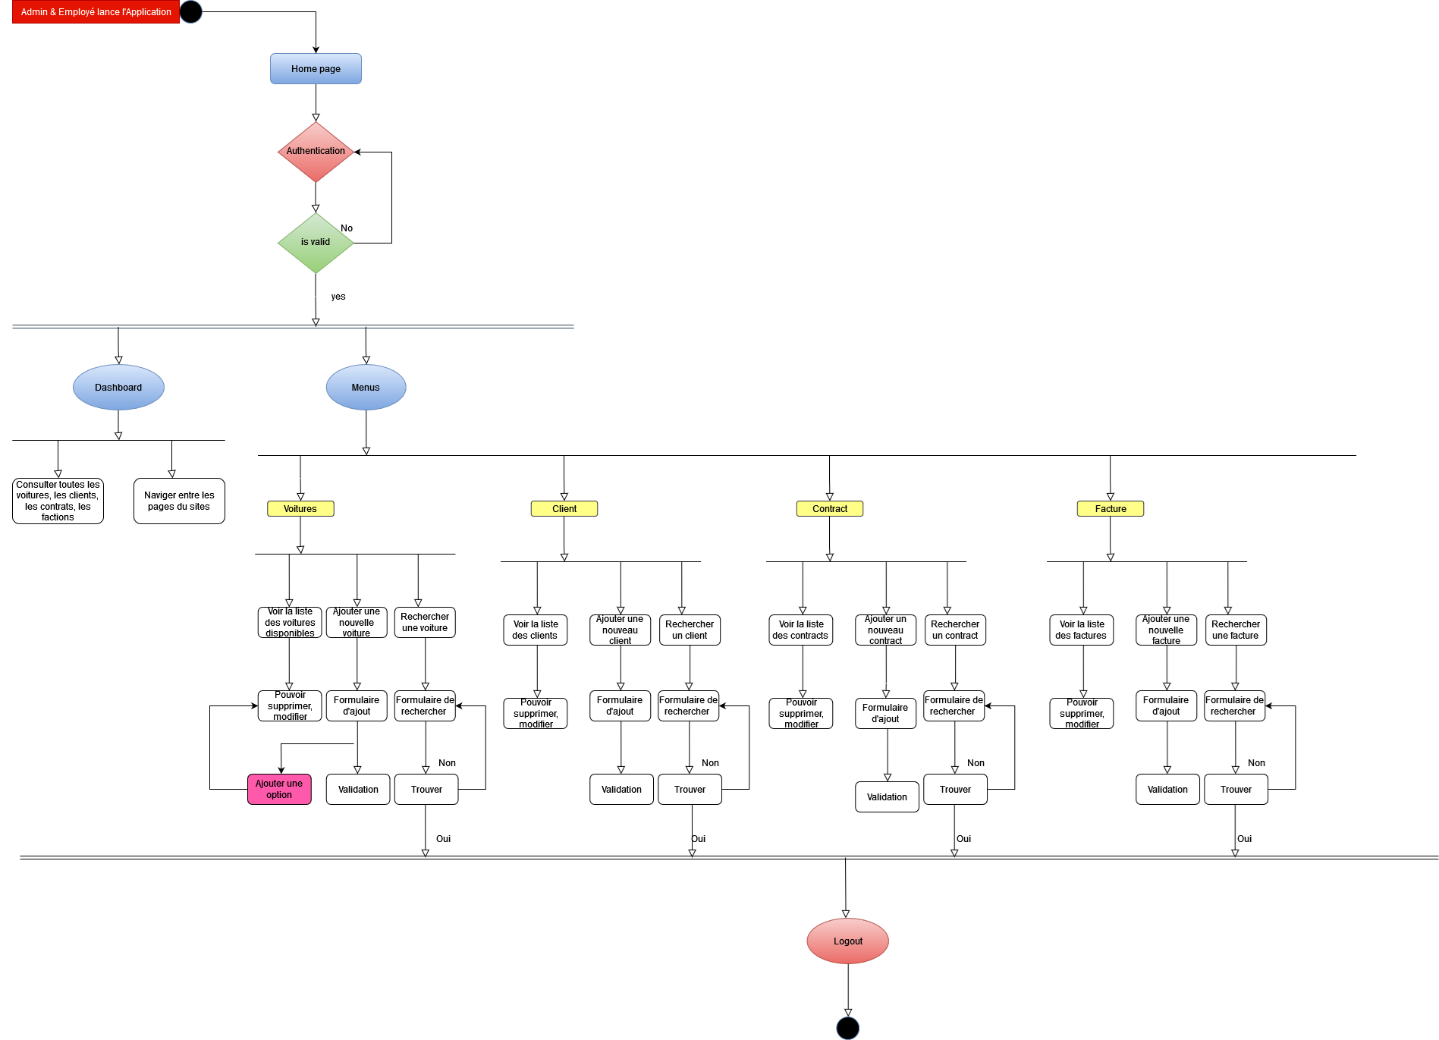 Admin & Employé lance l'Application
Home page
Authentication
No
is valid
yes
Dashboard
Menus
Consulter toutes les
voitures, les clients,
les contrats, les
factions
Naviger entre les
pages du sites
Voitures
Client
Contract
Facture
Voir la liste
des voitures
disponibles
Ajouter une
nouvelle
voiture
Rechercher
une voiture
Voir la liste
des clients
Ajouter une
nouveau
client
Rechercher
un client
Voir la liste
des contracts
Ajouter un
nouveau
contract
Rechercher
un contract
Voir la liste
des factures
Ajouter une
nouvelle
facture
Rechercher
une facture
Pouvoir
supprimer,
modifier
Formulaire
d'ajout
Formulaire de
rechercher
Pouvoir
supprimer,
modifier
Formulaire
d'ajout
Formulaire de
rechercher
Pouvoir
supprimer,
modifier
Formulaire
d'ajout
Formulaire de
rechercher
Pouvoir
supprimer,
modifier
Formulaire
d'ajout
Formulaire de
rechercher
Non
Non
Non
Non
Ajouter une
option
Validation
Trouver
Validation
Trouver
Validation
Trouver
Validation
Trouver
Oui
Oui
Oui
Oui
Logout